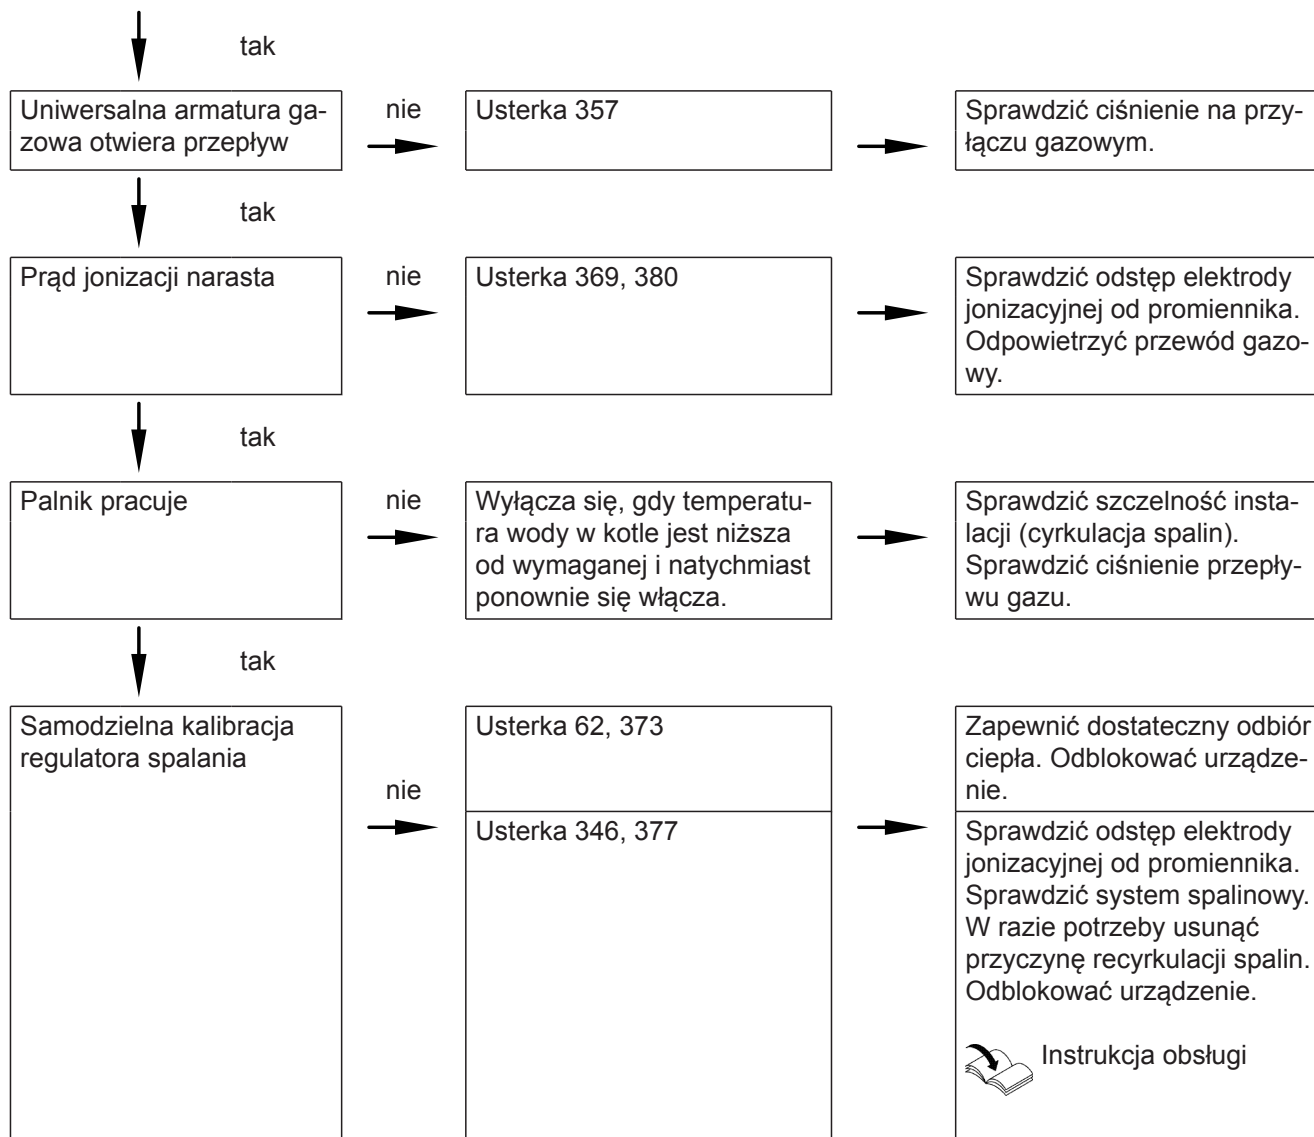 tak
Uniwersalna armatura ga-
zowa otwiera przepływ
nie
Usterka 357
Sprawdzić ciśnienie na przy-
łączu gazowym.
tak
Prąd jonizacji narasta
nie
Usterka 369, 380
Sprawdzić odstęp elektrody
jonizacyjnej od promiennika.
Odpowietrzyć przewód gazo-
wy.
tak
Palnik pracuje
nie
Wyłącza się, gdy temperatu-
ra wody w kotle jest niższa
od wymaganej i natychmiast
ponownie się włącza.
Sprawdzić szczelność insta-
lacji (cyrkulacja spalin).
Sprawdzić ciśnienie przepły-
wu gazu.
tak
Samodzielna kalibracja
regulatora spalania
nie
Usterka 62, 373
Zapewnić dostateczny odbiór
ciepła. Odblokować urządze-
nie.
Usterka 346, 377
Sprawdzić odstęp elektrody
jonizacyjnej od promiennika.
Sprawdzić system spalinowy.
W razie potrzeby usunąć
przyczynę recyrkulacji spalin.
Odblokować urządzenie.
Instrukcja obsługi